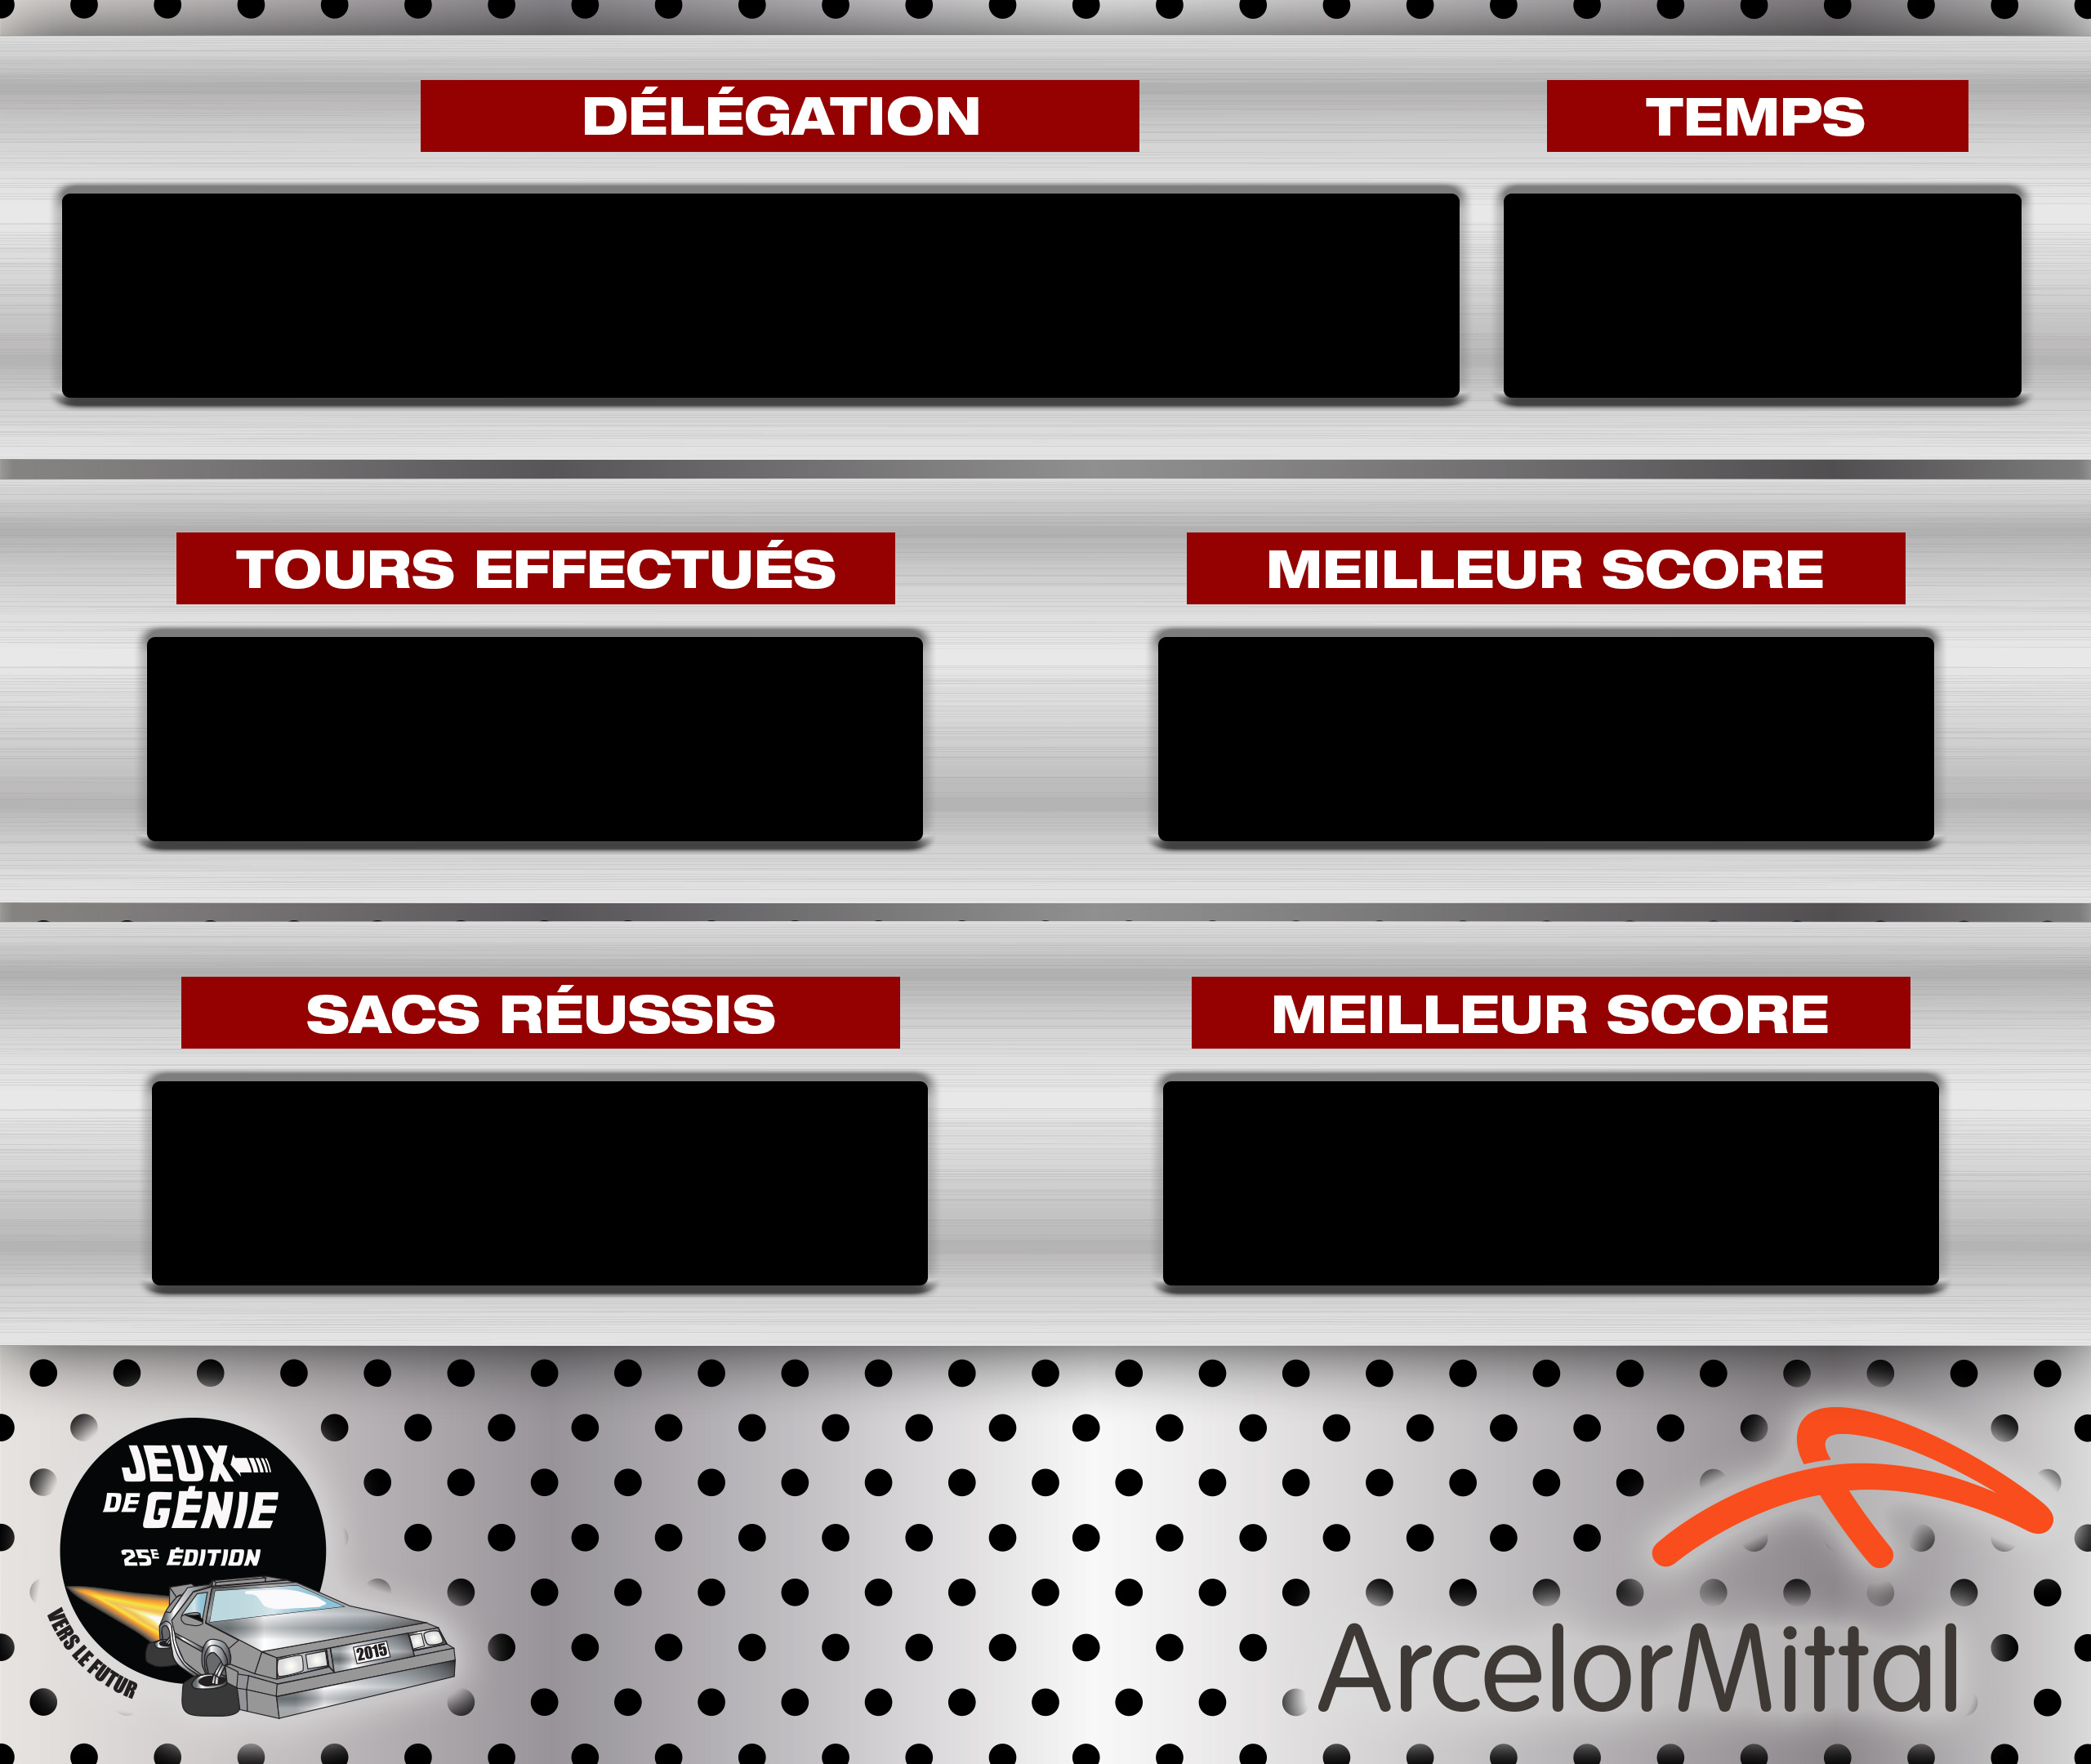 DÉLÉGATION
TEMPS
TOURS EFFECTUÉS
MEILLEUR SCORE
SACS RÉUSSIS
MEILLEUR SCORE
JEUX
DE GÉNIE
25E ÉDITION
VERS LE FUTUR
2015
ArcelorMittal